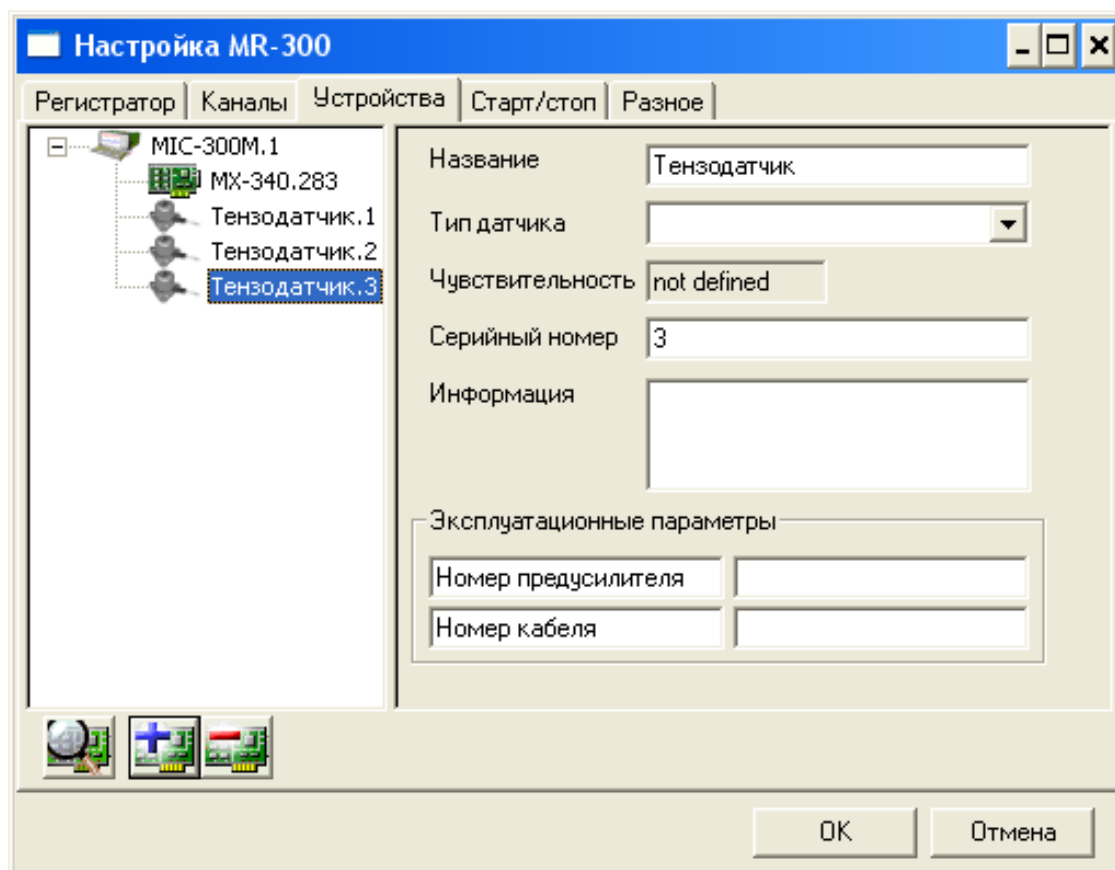 Настройка MR-300
Регистратор Каналы Устройства Старт/стоп Разное
MIC-300M.1
MX-340.283
Тензодатчик.1
Тензодатчик.2
Тензодатчик.3
Название Тензодатчик
Тип датчика
Чувствительность not defined
Серийный номер 3
Информация
Эксплуатационные параметры
Номер предусилителя
Номер кабеля
OK Отмена